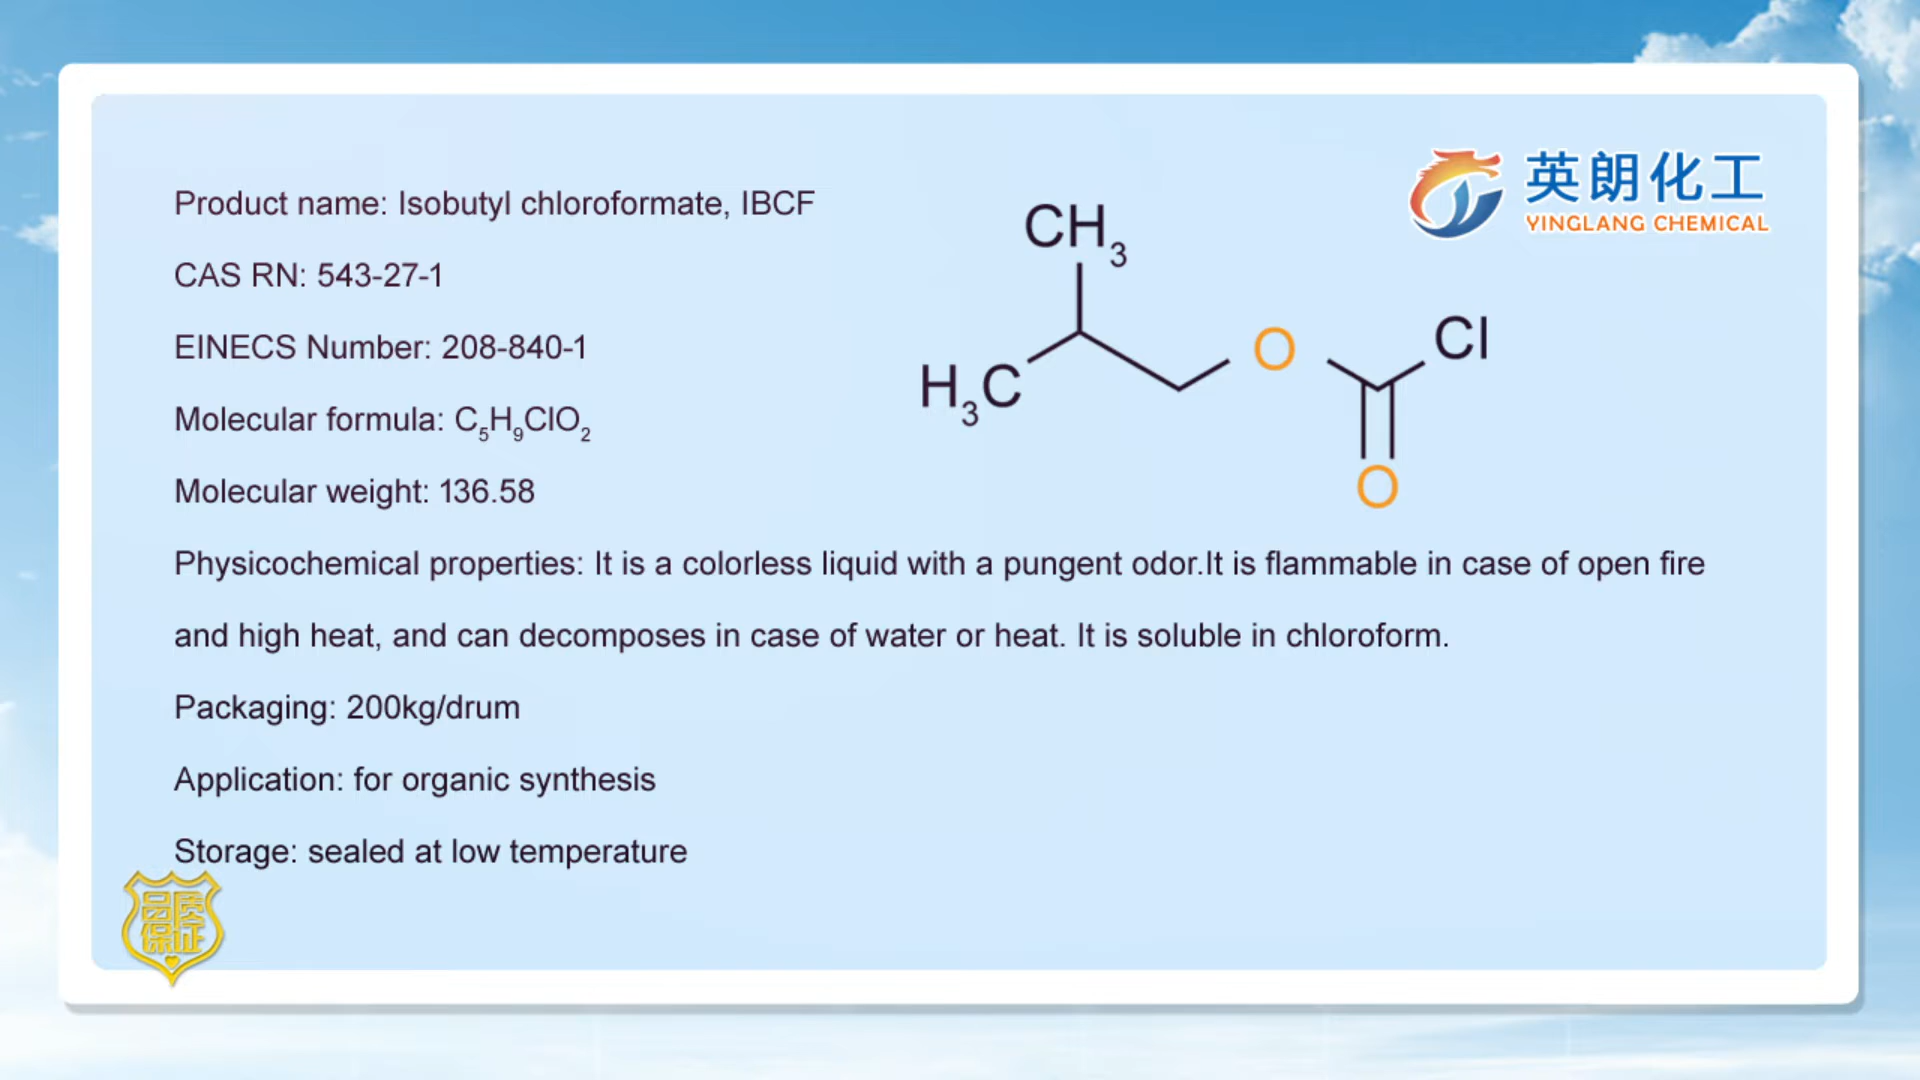 英朗化工
YINGLANG CHEMICAL
Product name: Isobutyl chloroformate, IBCF
CAS RN: 543-27-1
EINECS Number: 208-840-1
Molecular formula: C₅H₉ClO₂
Molecular weight: 136.58
CH₃
H₃C
O
Cl
O
Physicochemical properties: It is a colorless liquid with a pungent odor.It is flammable in case of open fire
and high heat, and can decomposes in case of water or heat. It is soluble in chloroform.
Packaging: 200kg/drum
Application: for organic synthesis
Storage: sealed at low temperature
品质
保证